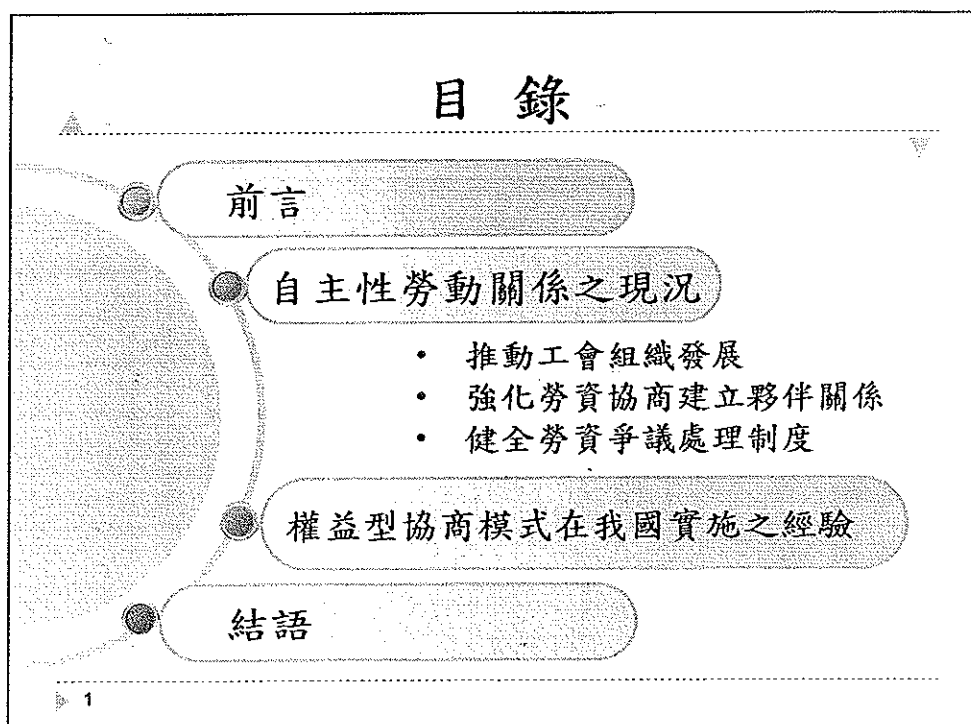 目 錄
前言
自主性勞動關係之現況
• 推動工會組織發展
• 強化勞資協商建立夥伴關係
• 健全勞資爭議處理制度
權益型協商模式在我國實施之經驗
結語
1